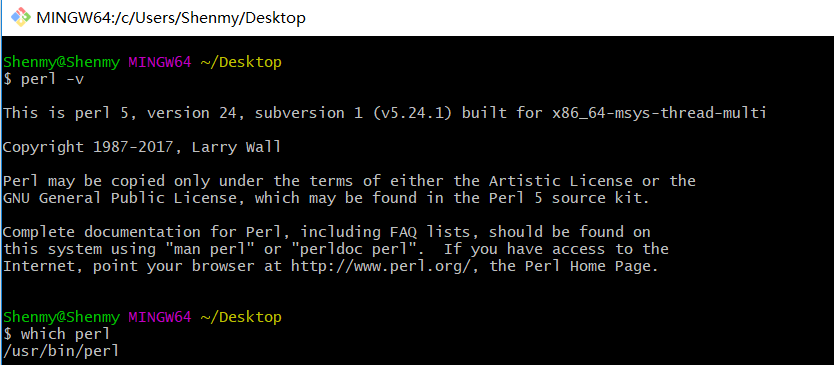 MINGW64:/c/Users/Shenmy/Desktop
Shenmy@Shenmy MINGW64 ~/Desktop
$ perl -v
This is perl 5, version 24, subversion 1 (v5.24.1) built for x86_64-msys-thread-multi
Copyright 1987-2017, Larry Wall
Perl may be copied only under the terms of either the Artistic License or the
GNU General Public License, which may be found in the Perl 5 source kit.
Complete documentation for Perl, including FAQ lists, should be found on
this system using "man perl" or "perldoc perl".  If you have access to the
Internet, point your browser at http://www.perl.org/, the Perl Home Page.
Shenmy@Shenmy MINGW64 ~/Desktop
$ which perl
/usr/bin/perl